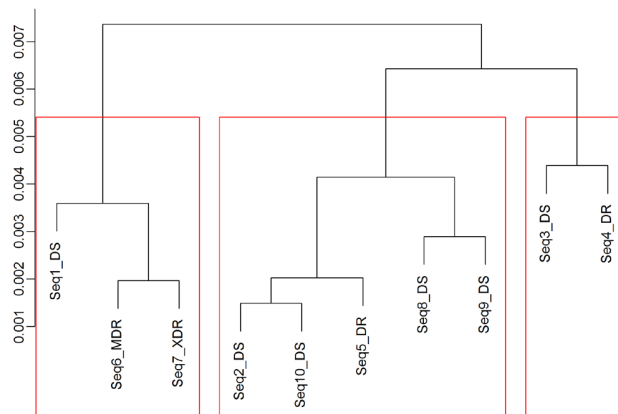 0.007
0.006
0.005
0.004
0.003
0.002
0.001
Seq1_DS
Seq6_MDR
Seq7_XDR
Seq2_DS
Seq10_DS
Seq5_DR
Seq8_DS
Seq9_DS
Seq3_DS
Seq4_DR